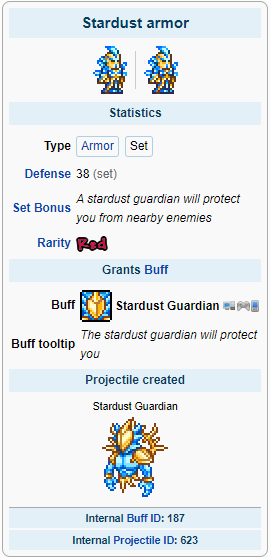 Stardust armor
Statistics
Type Armor Set
Defense 38 (set)
Set Bonus A stardust guardian will protect
you from nearby enemies
Rarity Red
Grants Buff
Buff Stardust Guardian
Buff tooltip The stardust guardian will protect
you
Projectile created
Stardust Guardian
Internal Buff ID: 187
Internal Projectile ID: 623